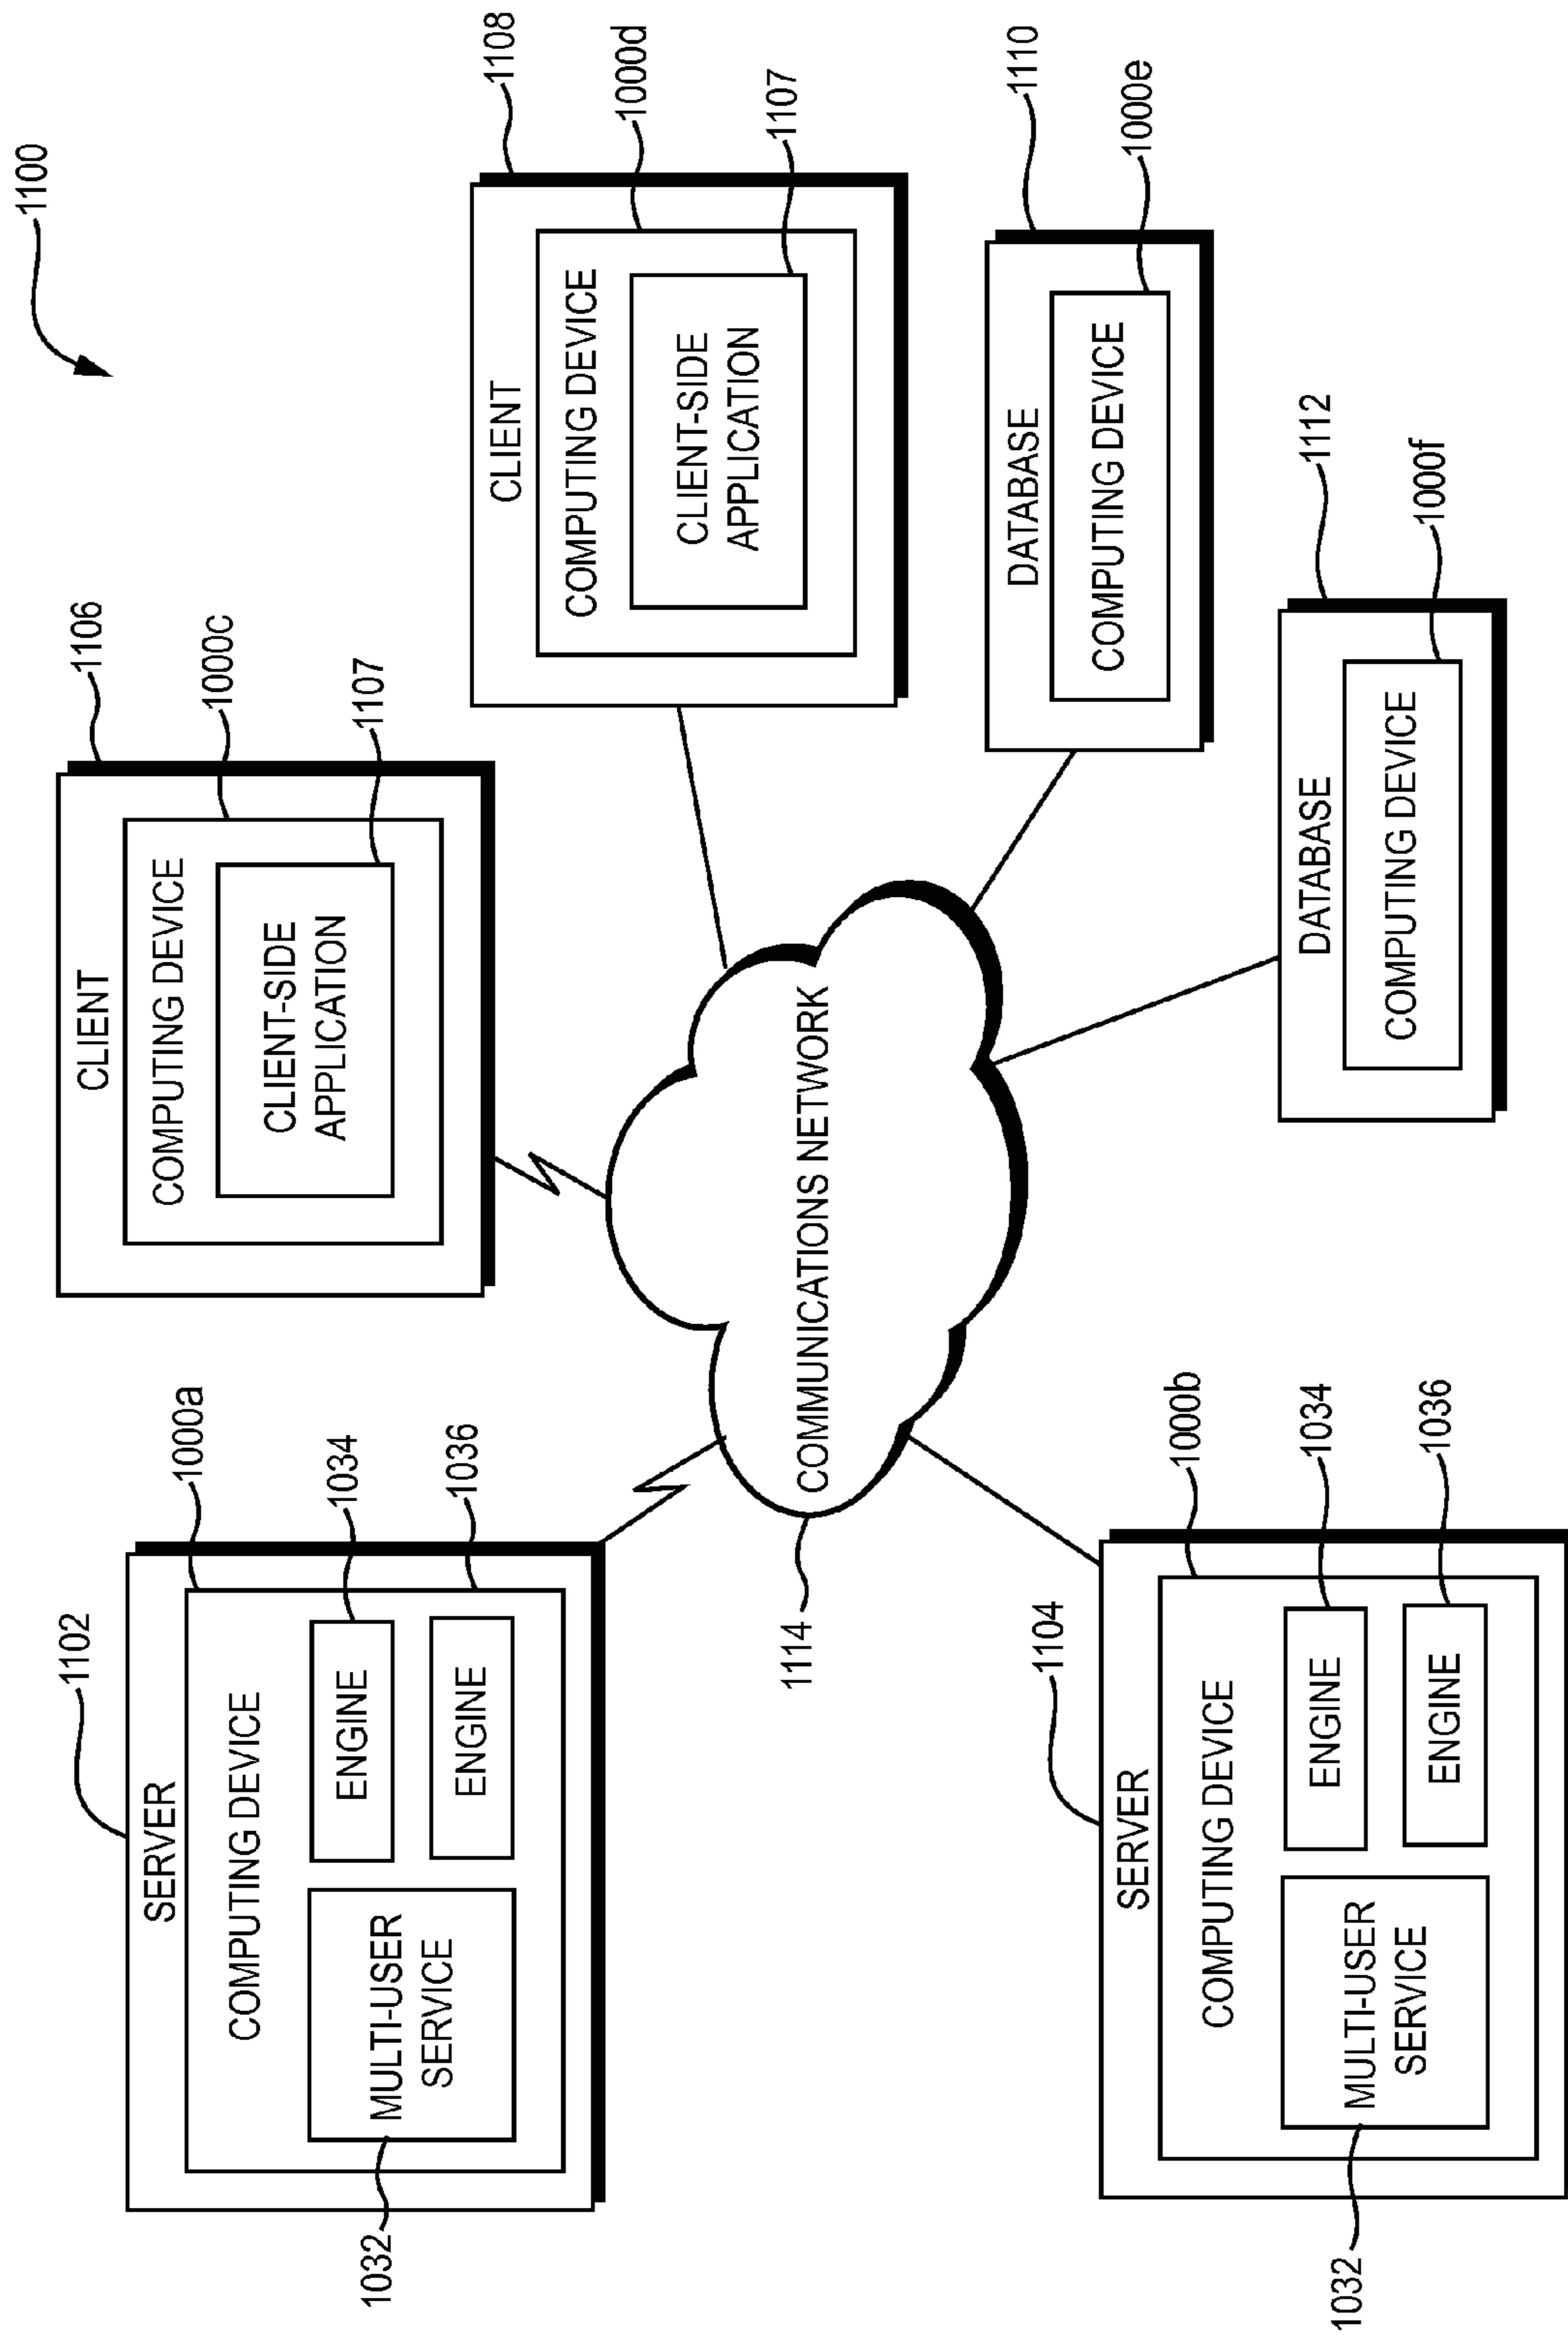 1100
1102
SERVER
1000a
COMPUTING DEVICE
1034
ENGINE
1036
ENGINE
MULTI-USER
SERVICE
1032
1106
CLIENT
1000c
COMPUTING DEVICE
1107
CLIENT-SIDE
APPLICATION
1108
CLIENT
1000d
COMPUTING DEVICE
1107
CLIENT-SIDE
APPLICATION
COMMUNICATIONS NETWORK
1114
1110
DATABASE
1000e
COMPUTING DEVICE
1112
DATABASE
1000f
COMPUTING DEVICE
1104
SERVER
1000b
COMPUTING DEVICE
1034
ENGINE
1036
ENGINE
MULTI-USER
SERVICE
1032